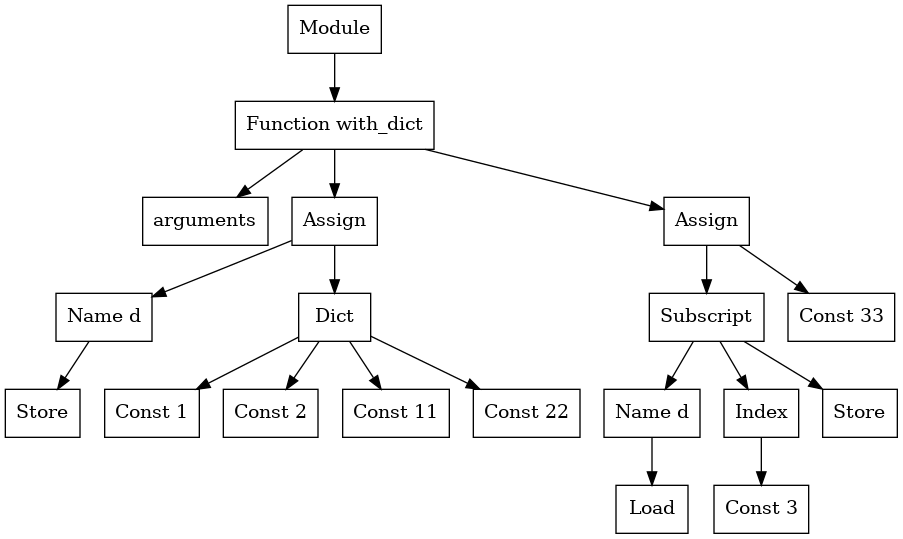 Module
Function with_dict
arguments
Assign
Assign
Name d
Dict
Subscript
Const 33
Store
Const 1
Const 2
Const 11
Const 22
Name d
Index
Store
Load
Const 3